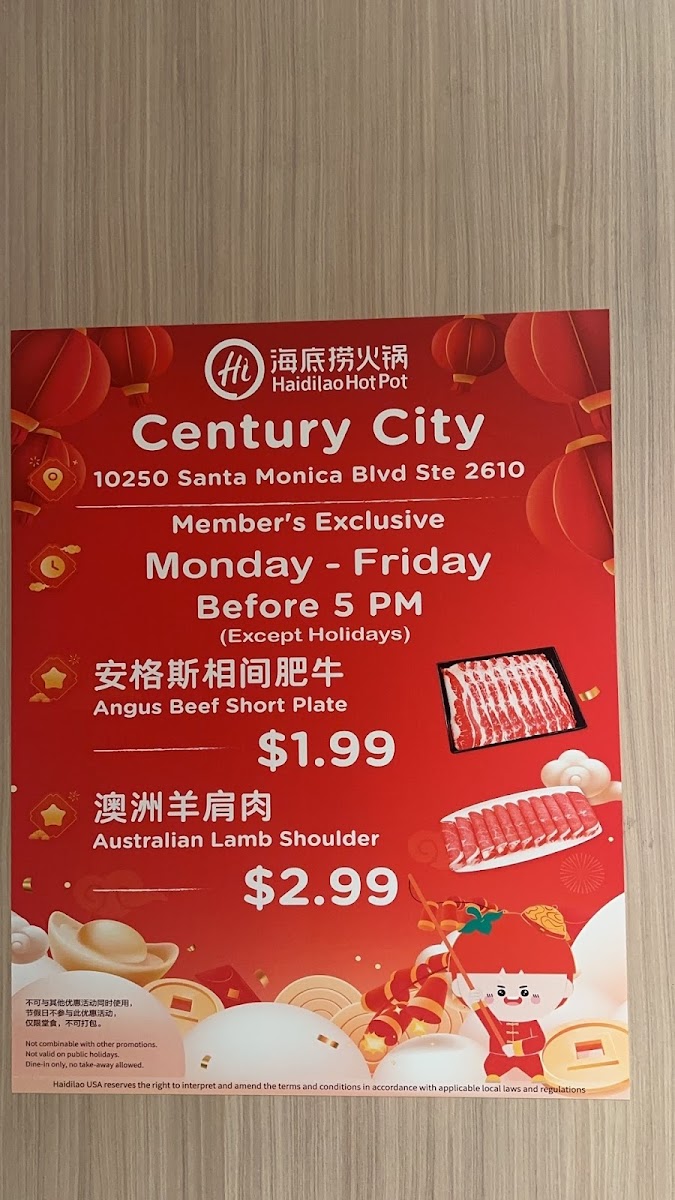 Hi 海底捞火锅
Haidilao Hot Pot
Century City
10250 Santa Monica Blvd Ste 2610
Member's Exclusive
Monday - Friday
Before 5 PM
(Except Holidays)
安格斯相间肥牛
Angus Beef Short Plate
$1.99
澳洲羊肩肉
Australian Lamb Shoulder
$2.99
不可与其他优惠活动同时使用，
节假日不参与此优惠活动，
仅限堂食，不可打包。
Not combinable with other promotions.
Not valid on public holidays.
Dine-in only, no take-away allowed.
Haidilao USA reserves the right to interpret and amend the terms and conditions in accordance with applicable local laws and regulations